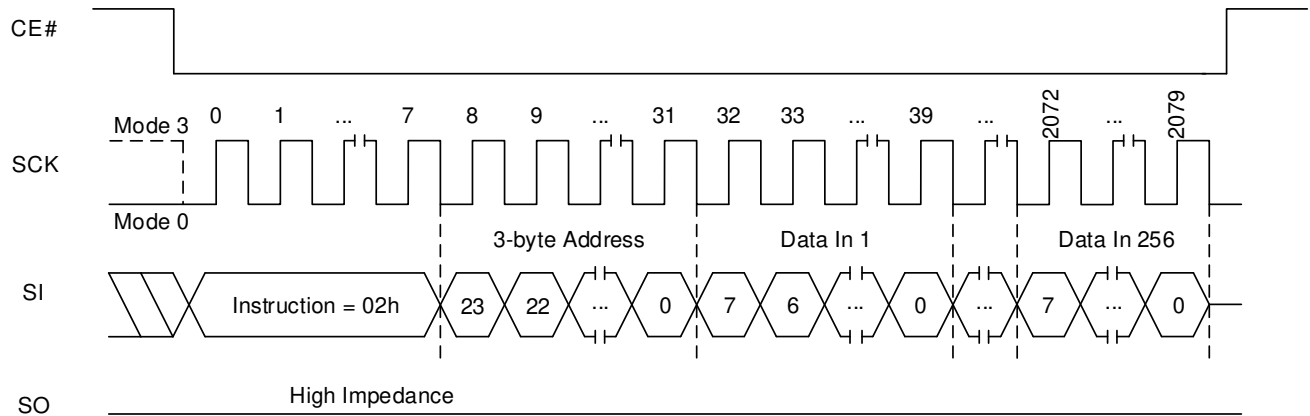 CE#
0 1 ... 7 8 9 ... 31 32 33 ... 39 ... 2072 ... 2079
Mode 3
SCK
Mode 0
3-byte Address Data In 1 Data In 256
SI Instruction = 02h 23 22 ... 0 7 6 ... 0 ... 7 ... 0
High Impedance
SO